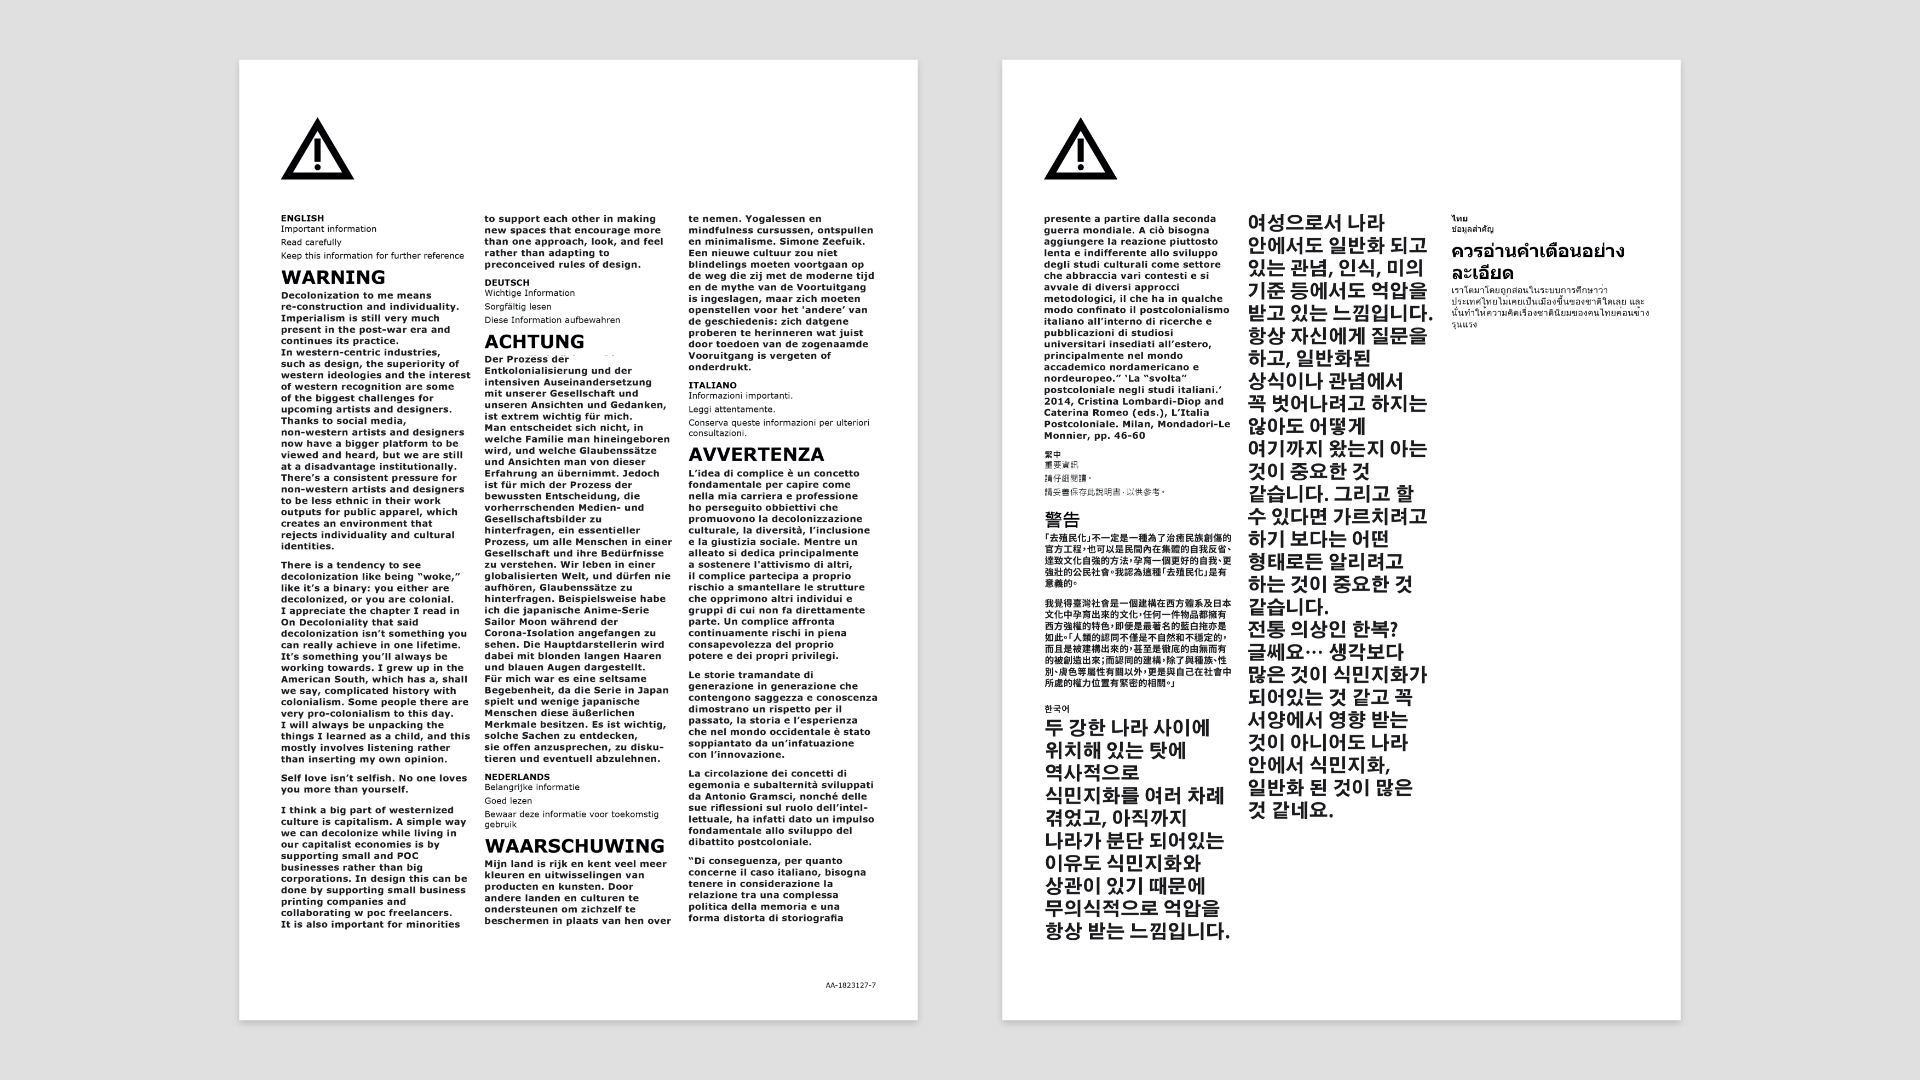 ENGLISH
Important information
Read carefully
Keep this information for further reference
WARNING
Decolonization to me means
re-construction and individuality.
Imperialism is still very much
present in the post-war era and
continues its practice.
In western-centric industries,
such as design, the superiority of
western ideologies and the interest
of western recognition are some
of the biggest challenges for
upcoming artists and designers.
Thanks to social media,
non-western artists and designers
now have a bigger platform to be
viewed and heard, but we are still
at a disadvantage institutionally.
There’s a consistent pressure for
non-western artists and designers
to be less ethnic in their work
outputs for public apparel, which
creates an environment that
rejects individuality and cultural
identities.
There is a tendency to see
decolonization like being “woke,”
like it’s a binary: you either are
decolonized, or you are colonial.
I appreciate the chapter I read in
On Decoloniality that said
decolonization isn’t something you
can really achieve in one lifetime.
It’s something you’ll always be
working towards. I grew up in the
American South, which has a, shall
we say, complicated history with
colonialism. Some people there are
very pro-colonialism to this day.
I will always be unpacking the
things I learned as a child, and this
mostly involves listening rather
than inserting my own opinion.
Self love isn’t selfish. No one loves
you more than yourself.
I think a big part of westernized
culture is capitalism. A simple way
we can decolonize while living in
our capitalist economies is by
supporting small and POC
businesses rather than big
corporations. In design this can be
done by supporting small business
printing companies and
collaborating w poc freelancers.
It is also important for minorities
to support each other in making
new spaces that encourage more
than one approach, look, and feel
rather than adapting to
preconceived rules of design.
DEUTSCH
Wichtige Information
Sorgfältig lesen
Diese Information aufbewahren
ACHTUNG
Der Prozess der
Entkolonialisierung und der
intensiven Auseinandersetzung
mit unserer Gesellschaft und
unseren Ansichten und Gedanken,
ist extrem wichtig für mich.
Man entscheidet sich nicht, in
welche Familie man hineingeboren
wird, und welche Glaubenssätze
und Ansichten man von dieser
Erfahrung an übernimmt. Jedoch
ist für mich der Prozess der
bewussten Entscheidung, die
vorherrschenden Medien- und
Gesellschaftsbilder zu
hinterfragen, ein essentieller
Prozess, um alle Menschen in einer
Gesellschaft und ihre Bedürfnisse
zu verstehen. Wir leben in einer
globalisierten Welt, und dürfen nie
aufhören, Glaubenssätze zu
hinterfragen. Beispielsweise habe
ich die japanische Anime-Serie
Sailor Moon während der
Corona-Isolation angefangen zu
sehen. Die Hauptdarstellerin wird
dabei mit blonden langen Haaren
und blauen Augen dargestellt.
Für mich war es eine seltsame
Begebenheit, da die Serie in Japan
spielt und wenige japanische
Menschen diese äußerlichen
Merkmale besitzen. Es ist wichtig,
solche Sachen zu entdecken,
sie offen anzusprechen, zu disku-
tieren und eventuell abzulehnen.
NEDERLANDS
Belangrijke informatie
Goed lezen
Bewaar deze informatie voor toekomstig
gebruik
WAARSCHUWING
Mijn land is rijk en kent veel meer
kleuren en uitwisselingen van
producten en kunsten. Door
andere landen en culturen te
ondersteunen om zichzelf te
beschermen in plaats van hen over
te nemen. Yogalessen en
mindfulness cursussen, ontspullen
en minimalisme. Simone Zeefuik.
Een nieuwe cultuur zou niet
blindelings moeten voortgaan op
de weg die zij met de moderne tijd
en de mythe van de Voortuitgang
is ingeslagen, maar zich moeten
openstellen voor het 'andere’ van
de geschiedenis: zich datgene
proberen te herinneren wat juist
door toedoen van de zogenaamde
Vooruitgang is vergeten of
onderdrukt.
ITALIANO
Informazioni importanti.
Leggi attentamente.
Conserva queste informazioni per ulteriori
consultazioni.
AVVERTENZA
L’idea di complice è un concetto
fondamentale per capire come
nella mia carriera e professione
ho perseguito obbiettivi che
promuovono la decolonizzazione
culturale, la diversità, l’inclusione
e la giustizia sociale. Mentre un
alleato si dedica principalmente
a sostenere l'attivismo di altri,
il complice partecipa a proprio
rischio a smantellare le strutture
che opprimono altri individui e
gruppi di cui non fa direttamente
parte. Un complice affronta
continuamente rischi in piena
consapevolezza del proprio
potere e dei propri privilegi.
Le storie tramandate di
generazione in generazione che
contengono saggezza e conoscenza
dimostrano un rispetto per il
passato, la storia e l’esperienza
che nel mondo occidentale è stato
soppiantato da un’infatuazione
con l’innovazione.
La circolazione dei concetti di
egemonia e subalternità sviluppati
da Antonio Gramsci, nonché delle
sue riflessioni sul ruolo dell’intel-
lettuale, ha infatti dato un impulso
fondamentale allo sviluppo del
dibattito postcoloniale.
“Di conseguenza, per quanto
concerne il caso italiano, bisogna
tenere in considerazione la
relazione tra una complessa
politica della memoria e una
forma distorta di storiografia
AA-1823127-7
presente a partire dalla seconda
guerra mondiale. A ciò bisogna
aggiungere la reazione piuttosto
lenta e indifferente allo sviluppo
degli studi culturali come settore
che abbraccia vari contesti e si
avvale di diversi approcci
metodologici, il che ha in qualche
modo confinato il postcolonialismo
italiano all’interno di ricerche e
pubblicazioni di studiosi
universitari insediati all’estero,
principalmente nel mondo
accademico nordamericano e
nordeuropeo.” ‘La “svolta”
postcoloniale negli studi italiani.’
2014, Cristina Lombardi-Diop and
Caterina Romeo (eds.), L’Italia
Postcoloniale. Milan, Mondadori-Le
Monnier, pp. 46-60
繁中
重要資訊
請仔細閱讀。
請妥善保存此說明書，以供參考。
警告
「去殖民化」不一定是一種為了治癒民族創傷的
官方工程，也可以是民間內在集體的自我反省、
達致文化自強的方法，孕育一個更好的自我、更
強壯的公民社會。我認為這種「去殖民化」是有
意義的。
我覺得臺灣社會是一個建構在西方體系及日本
文化中孕育出來的文化，任何一件物品都擁有
西方強權的特色，即便是最著名的藍白拖亦是
如此。「人類的認同不僅是不自然和不穩定的，
而且是被建構出來的，甚至是徹底的由無而有
的被創造出來；而認同的建構，除了與種族、性
別、膚色等屬性有關以外，更是與自己在社會中
所處的權力位置有緊密的相關。」
한국어
두 강한 나라 사이에
위치해 있는 탓에
역사적으로
식민지화를 여러 차례
겪었고, 아직까지
나라가 분단 되어있는
이유도 식민지화와
상관이 있기 때문에
무의식적으로 억압을
항상 받는 느낌입니다.
여성으로서 나라
안에서도 일반화 되고
있는 관념, 인식, 미의
기준 등에서도 억압을
받고 있는 느낌입니다.
항상 자신에게 질문을
하고, 일반화된
상식이나 관념에서
꼭 벗어나려고 하지는
않아도 어떻게
여기까지 왔는지 아는
것이 중요한 것
같습니다. 그리고 할
수 있다면 가르치려고
하기 보다는 어떤
형태로든 알리려고
하는 것이 중요한 것
같습니다.
전통 의상인 한복?
글쎄요… 생각보다
많은 것이 식민지화가
되어있는 것 같고 꼭
서양에서 영향 받는
것이 아니어도 나라
안에서 식민지화,
일반화 된 것이 많은
것 같네요.
ไทย
ข้อมูลสำคัญ
ควรอ่านคำเตือนอย่าง
ละเอียด
เราโตมาโดยถูกสอนในระบบการศึกษาว่า
ประเทศไทยไม่เคยเป็นเมืองขึ้นของชาติใดเลย และ
นั่นทำให้ความคิดเรื่องชาตินิยมของคนไทยค่อนข้าง
รุนแรง